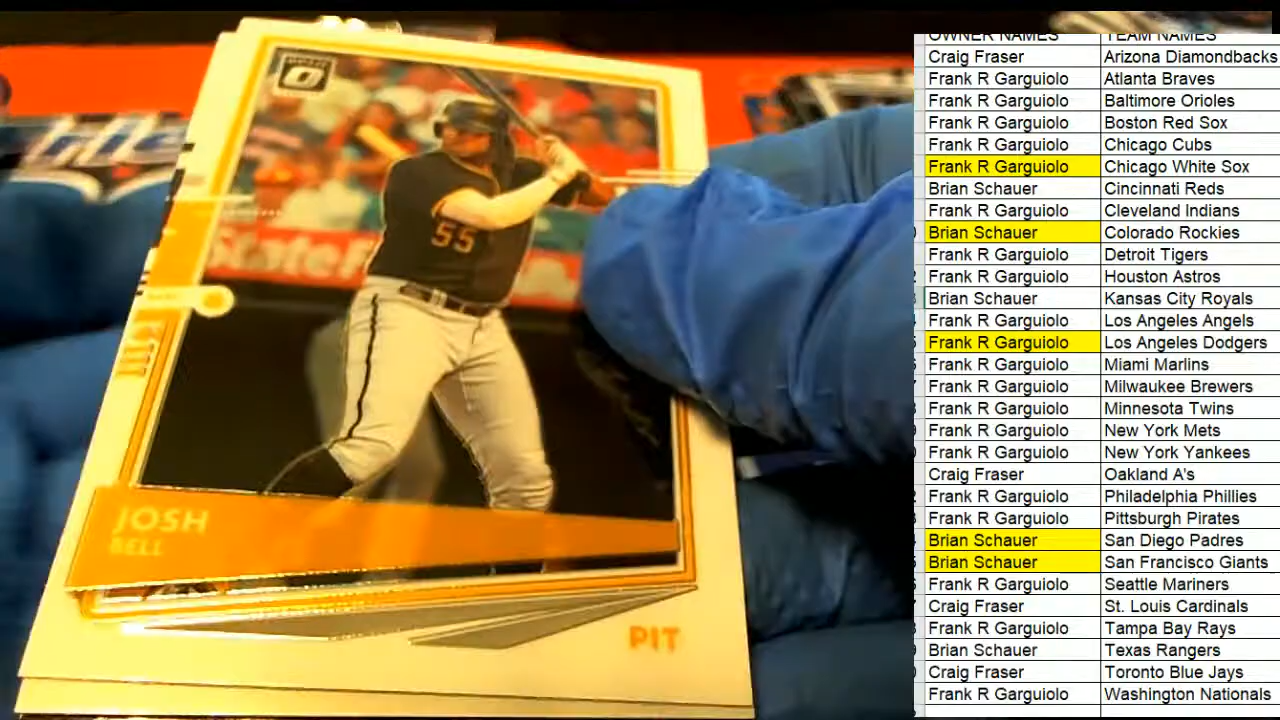 OWNER NAMES TEAM NAMES
Craig Fraser Arizona Diamondbacks
Frank R Garguiolo Atlanta Braves
Frank R Garguiolo Baltimore Orioles
Frank R Garguiolo Boston Red Sox
Frank R Garguiolo Chicago Cubs
Frank R Garguiolo Chicago White Sox
Brian Schauer Cincinnati Reds
Frank R Garguiolo Cleveland Indians
Brian Schauer Colorado Rockies
Frank R Garguiolo Detroit Tigers
Frank R Garguiolo Houston Astros
Brian Schauer Kansas City Royals
Frank R Garguiolo Los Angeles Angels
Frank R Garguiolo Los Angeles Dodgers
Frank R Garguiolo Miami Marlins
Frank R Garguiolo Milwaukee Brewers
Frank R Garguiolo Minnesota Twins
Frank R Garguiolo New York Mets
Frank R Garguiolo New York Yankees
Craig Fraser Oakland A's
Frank R Garguiolo Philadelphia Phillies
Frank R Garguiolo Pittsburgh Pirates
Brian Schauer San Diego Padres
Brian Schauer San Francisco Giants
Frank R Garguiolo Seattle Mariners
Craig Fraser St. Louis Cardinals
Frank R Garguiolo Tampa Bay Rays
Brian Schauer Texas Rangers
Craig Fraser Toronto Blue Jays
Frank R Garguiolo Washington Nationals
55
JOSH
BELL
PIT